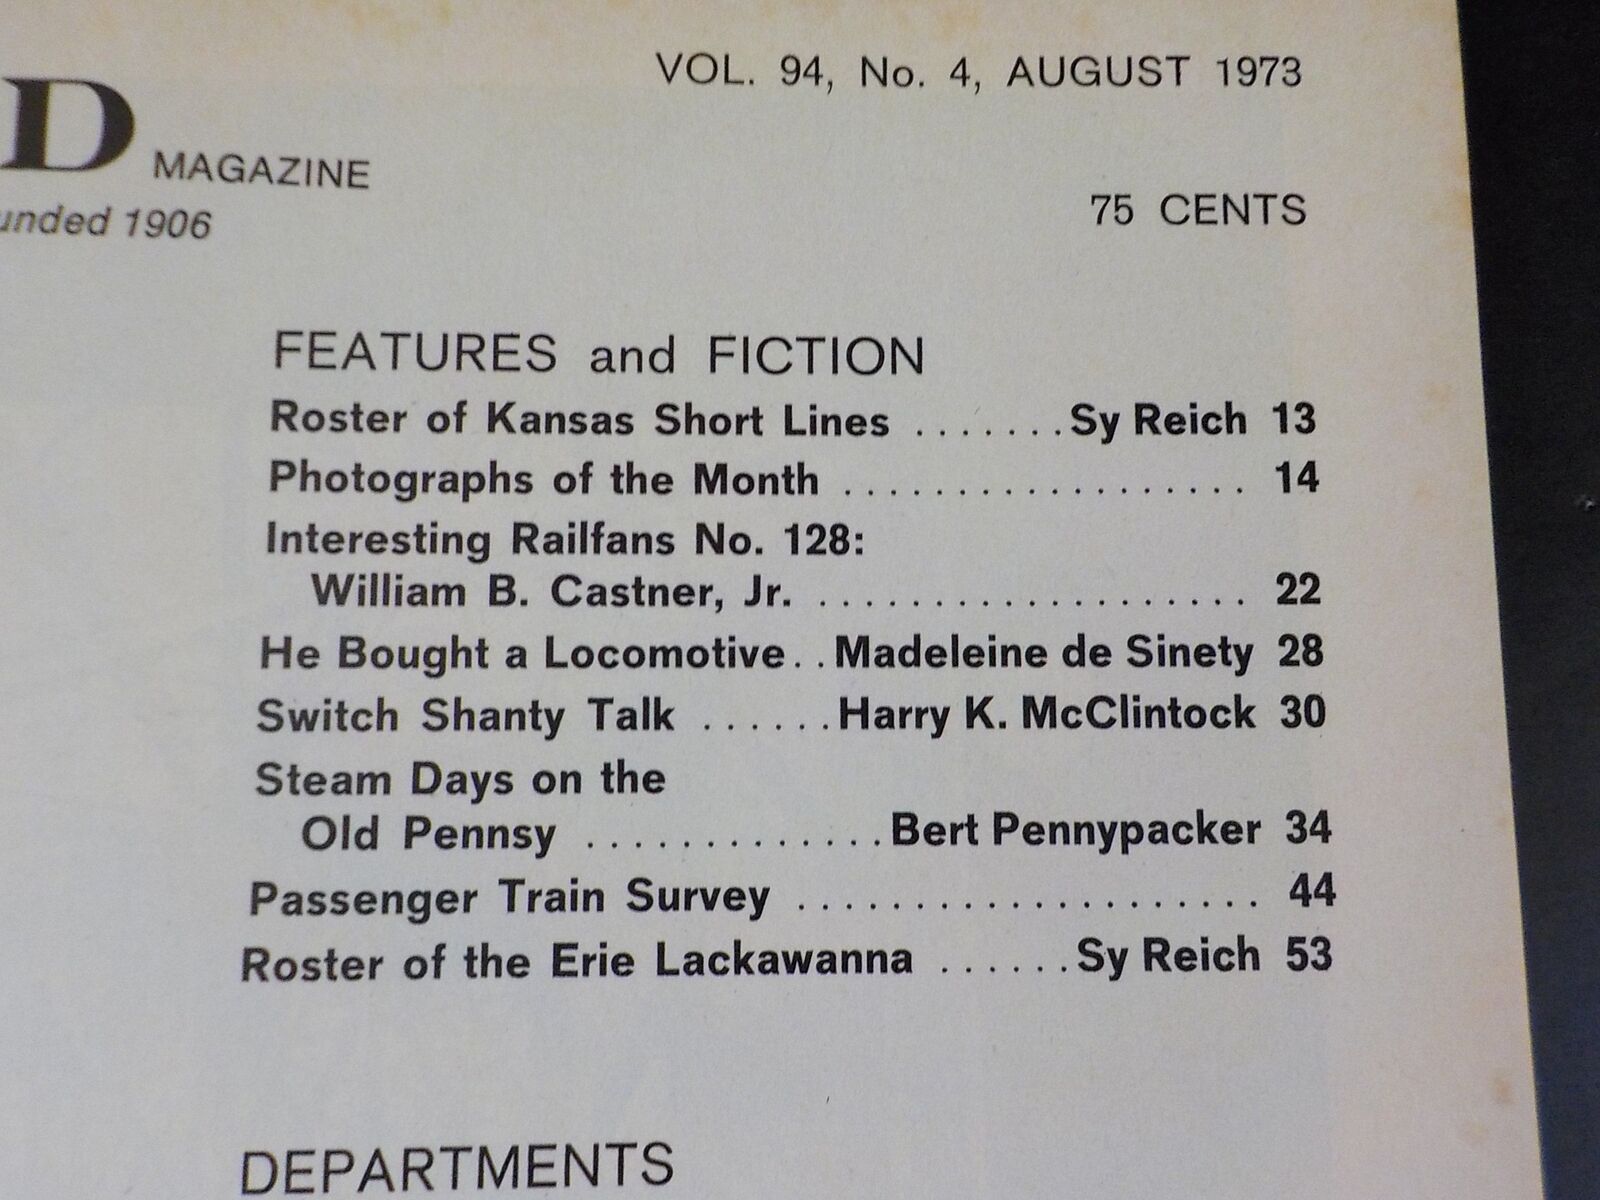 VOL. 94, No. 4, AUGUST 1973
D MAGAZINE
unded 1906
75 CENTS
FEATURES and FICTION
Roster of Kansas Short Lines . . . . . . . Sy Reich 13
Photographs of the Month . . . . . . . . . . . . . . . . . . 14
Interesting Railfans No. 128:
William B. Castner, Jr. . . . . . . . . . . . . . . . . . . . 22
He Bought a Locomotive . . Madeleine de Sinety 28
Switch Shanty Talk . . . . . . Harry K. McClintock 30
Steam Days on the
Old Pennsy . . . . . . . . . . . . . Bert Pennypacker 34
Passenger Train Survey . . . . . . . . . . . . . . . . . . . . 44
Roster of the Erie Lackawanna . . . . . . Sy Reich 53
DEPARTMENTS